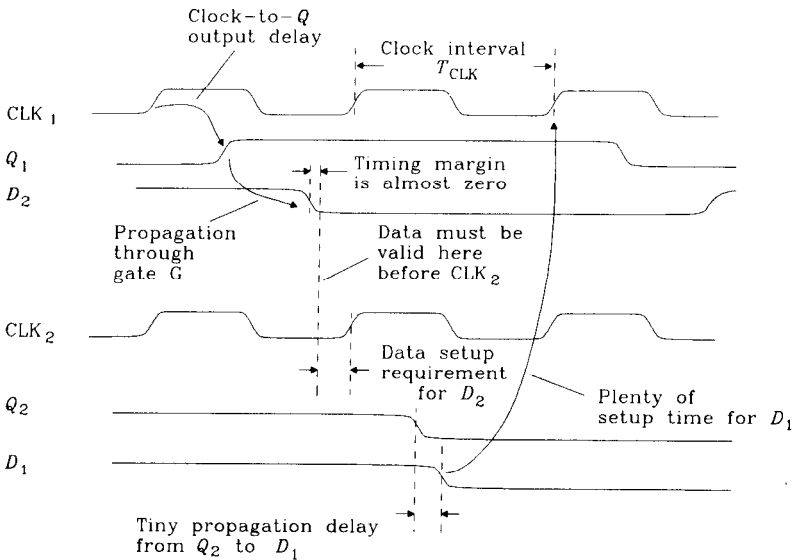 Clock-to-Q
output delay
Clock interval
T_CLK
CLK_1
Q_1
Timing margin
is almost zero
D_2
Propagation
through
gate G
Data must be
valid here
before CLK_2
CLK_2
Data setup
requirement
for D_2
Q_2
Plenty of
setup time for D_1
D_1
Tiny propagation delay
from Q_2 to D_1